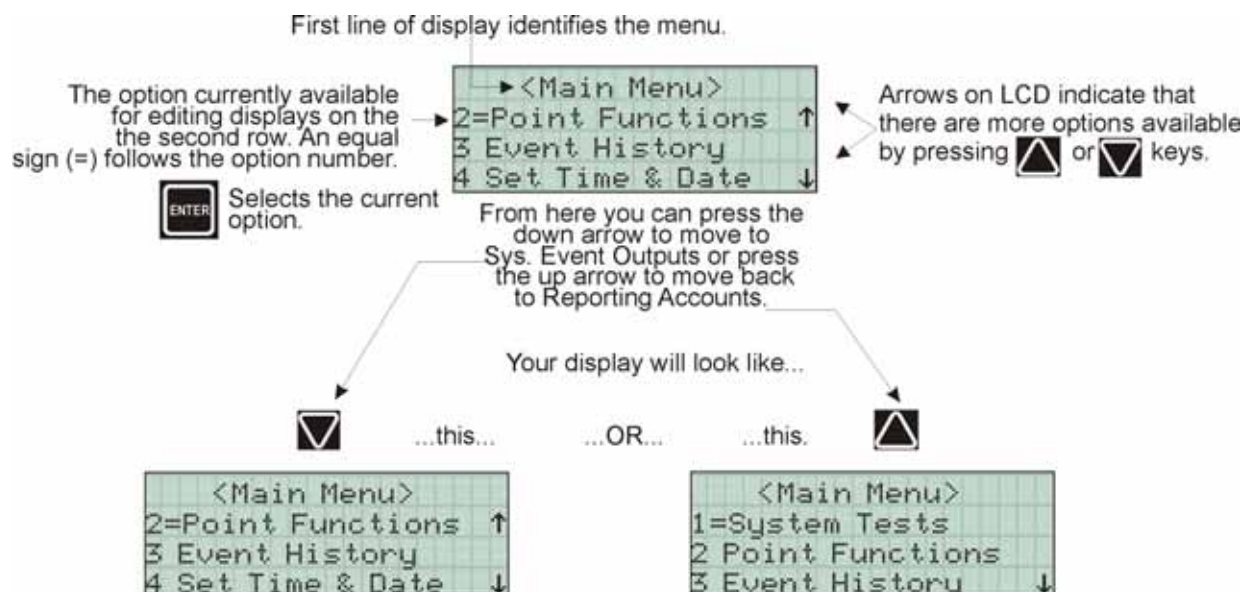 First line of display identifies the menu.
<Main Menu>
2=Point Functions ↑
3 Event History
4 Set Time & Date ↓
The option currently available
for editing displays on the
the second row. An equal
sign (=) follows the option number.
ENTER
Selects the current
option.
Arrows on LCD indicate that
there are more options available
by pressing or keys.
From here you can press the
down arrow to move to
Sys. Event Outputs or press
the up arrow to move back
to Reporting Accounts.
Your display will look like...
...this... ...OR... ...this.
<Main Menu>
2=Point Functions ↑
3 Event History
4 Set Time & Date ↓
<Main Menu>
1=System Tests
2 Point Functions
3 Event History ↓